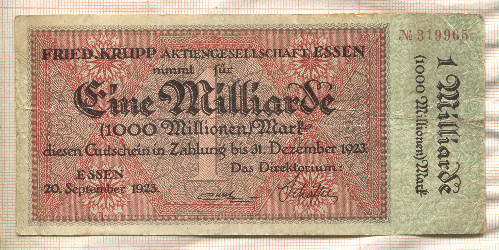 FRIED. KRUPP AKTIENGESELLSCHAFT ESSEN
nimmt für
Eine Milliarde
(1000 Millionen) Mark
diesen Gutschein in Zahlung bis 31. Dezember 1923.
ESSEN
20. September 1923.
Das Direktorium:
№ 319965
1 Milliarde
(1000 Millionen) Mark